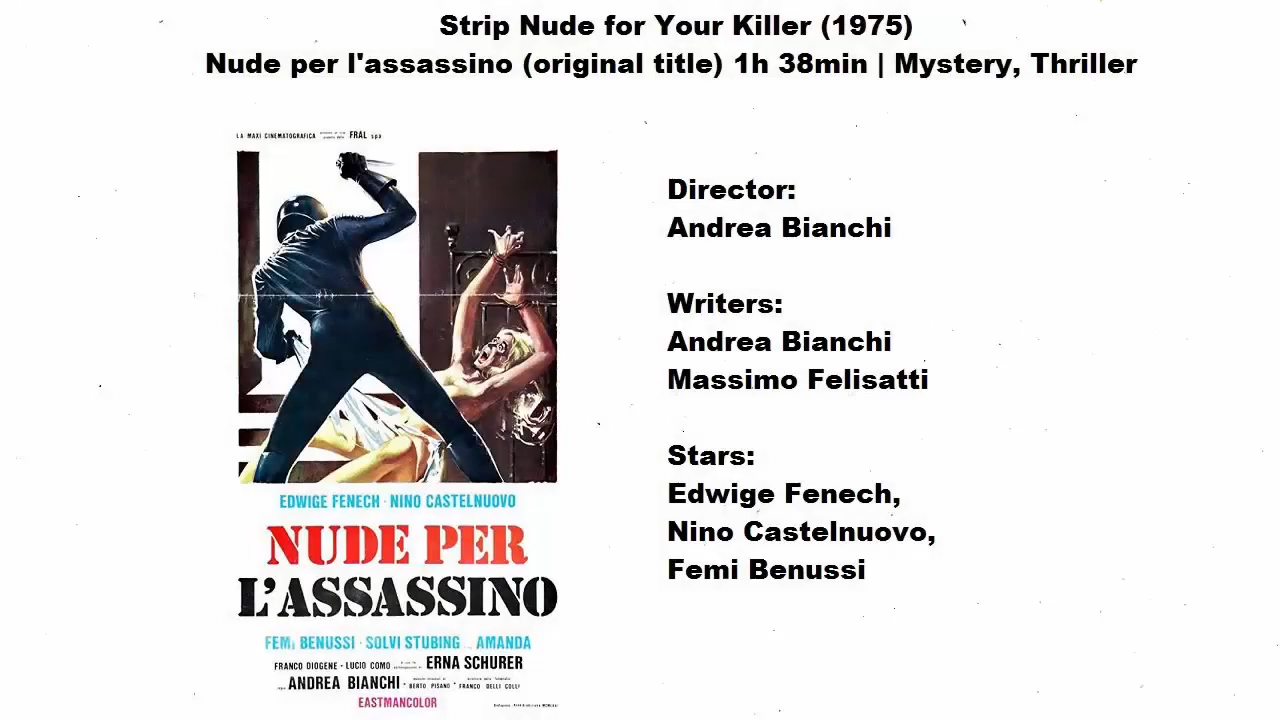 Strip Nude for Your Killer (1975)
Nude per l'assassino (original title) 1h 38min | Mystery, Thriller
LA MAXI CINEMATOGRAFICA FRAL spa
Director:
Andrea Bianchi
Writers:
Andrea Bianchi
Massimo Felisatti
Stars:
Edwige Fenech,
Nino Castelnuovo,
Femi Benussi
EDWIGE FENECH · NINO CASTELNUOVO
NUDE PER
L'ASSASSINO
FEMI BENUSSI · SOLVI STUBING AMANDA
FRANCO DIOGENE · LUCIO COMO ERNA SCHURER
ANDREA BIANCHI · BERTO PISANO · FRANCO DELLI COLLI
EASTMANCOLOR